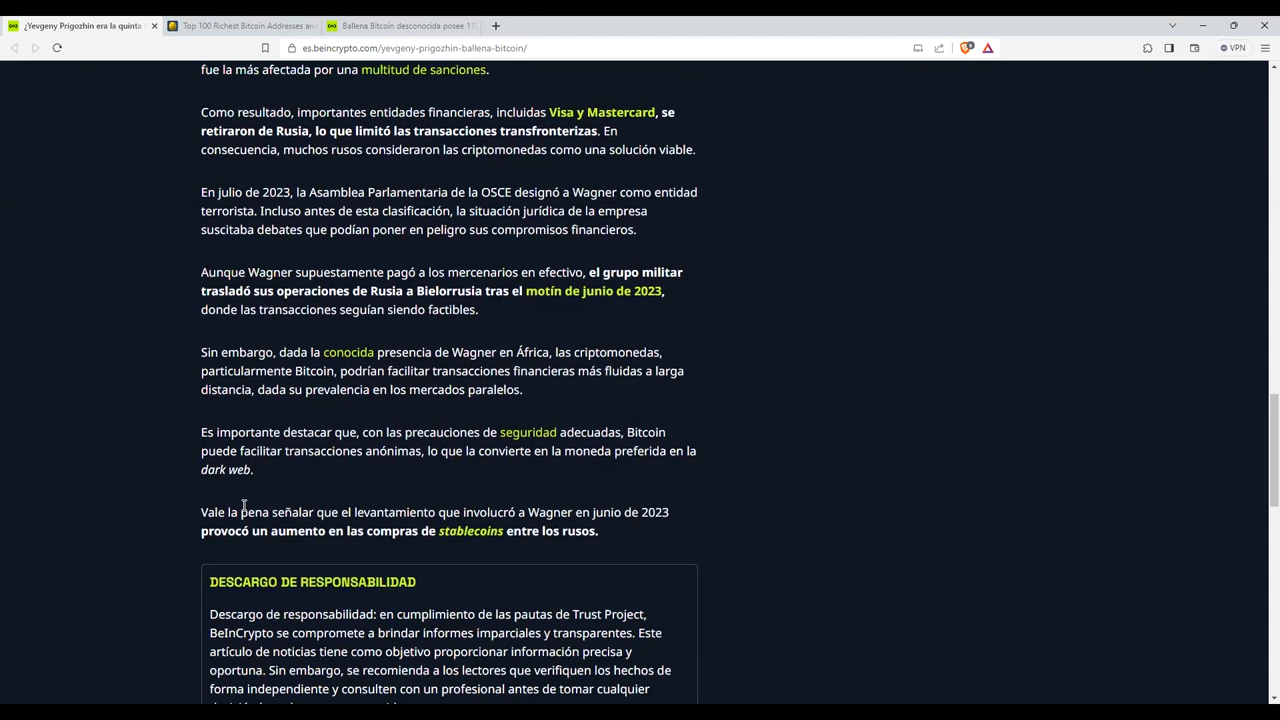 ¿Yevgeny Prigozhin era la quinta
Top 100 Richest Bitcoin Addresses an
Ballena Bitcoin desconocida posee 11
es.beincrypto.com/yevgeny-prigozhin-ballena-bitcoin/
VPN
fue la más afectada por una multitud de sanciones.
Como resultado, importantes entidades financieras, incluidas Visa y Mastercard, se
retiraron de Rusia, lo que limitó las transacciones transfronterizas. En
consecuencia, muchos rusos consideraron las criptomonedas como una solución viable.
En julio de 2023, la Asamblea Parlamentaria de la OSCE designó a Wagner como entidad
terrorista. Incluso antes de esta clasificación, la situación jurídica de la empresa
suscitaba debates que podían poner en peligro sus compromisos financieros.
Aunque Wagner supuestamente pagó a los mercenarios en efectivo, el grupo militar
trasladó sus operaciones de Rusia a Bielorrusia tras el motín de junio de 2023,
donde las transacciones seguían siendo factibles.
Sin embargo, dada la conocida presencia de Wagner en África, las criptomonedas,
particularmente Bitcoin, podrían facilitar transacciones financieras más fluidas a larga
distancia, dada su prevalencia en los mercados paralelos.
Es importante destacar que, con las precauciones de seguridad adecuadas, Bitcoin
puede facilitar transacciones anónimas, lo que la convierte en la moneda preferida en la
dark web.
Vale la pena señalar que el levantamiento que involucró a Wagner en junio de 2023
provocó un aumento en las compras de stablecoins entre los rusos.
DESCARGO DE RESPONSABILIDAD
Descargo de responsabilidad: en cumplimiento de las pautas de Trust Project,
BeInCrypto se compromete a brindar informes imparciales y transparentes. Este
artículo de noticias tiene como objetivo proporcionar información precisa y
oportuna. Sin embargo, se recomienda a los lectores que verifiquen los hechos de
forma independiente y consulten con un profesional antes de tomar cualquier